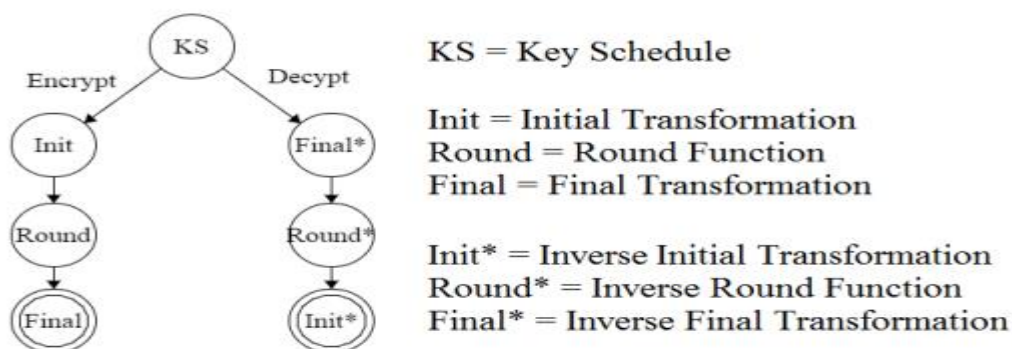 KS
Encrypt
Decypt
Init
Final*
Round
Round*
Final
Init*
KS = Key Schedule
Init = Initial Transformation
Round = Round Function
Final = Final Transformation
Init* = Inverse Initial Transformation
Round* = Inverse Round Function
Final* = Inverse Final Transformation